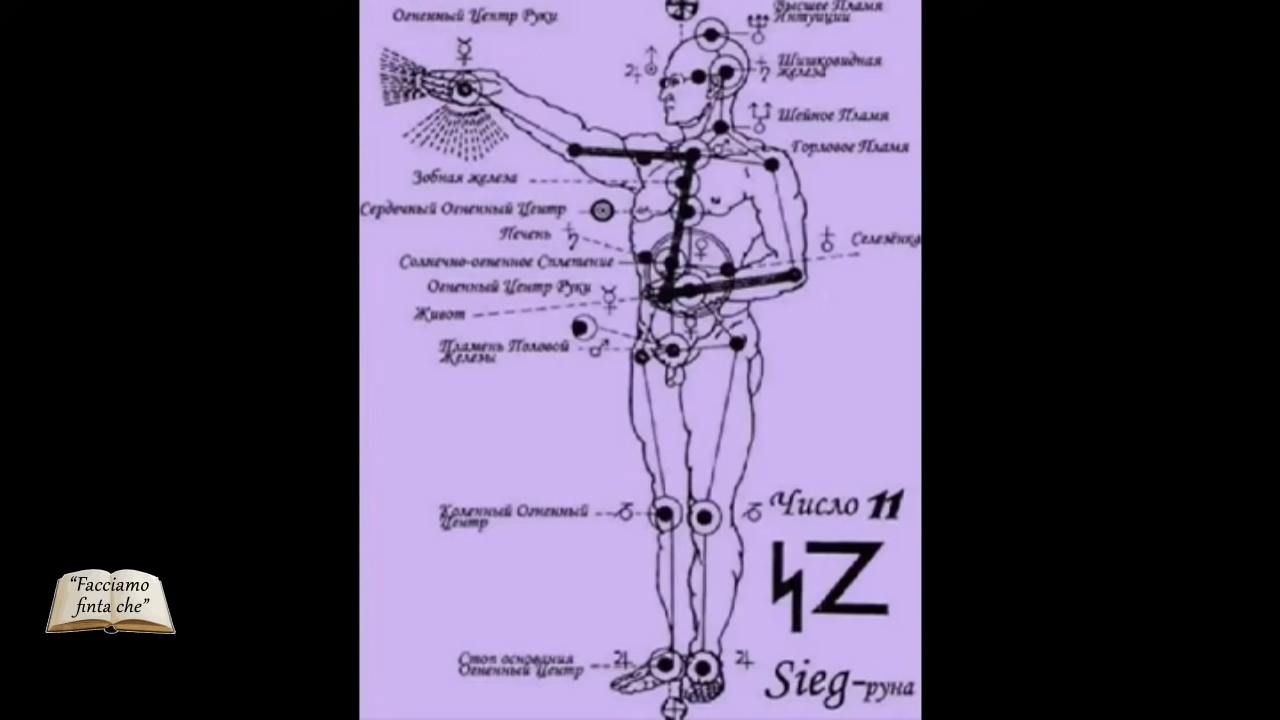 Огненный Центр Руки
Высшее Пламя
Интуиции
Шишковидная
железа
Шейное Пламя
Горловое Пламя
Зобная железа
Сердечный Огненный Центр
Печень
Селезёнка
Солнечно-огненное Сплетение
Огненный Центр Руки
Живот
Пламень Половой
Железы
Коленный Огненный
Центр
Число 11
"Facciamo
finta che"
Стоп основания
Огненный Центр
Sieg-руна